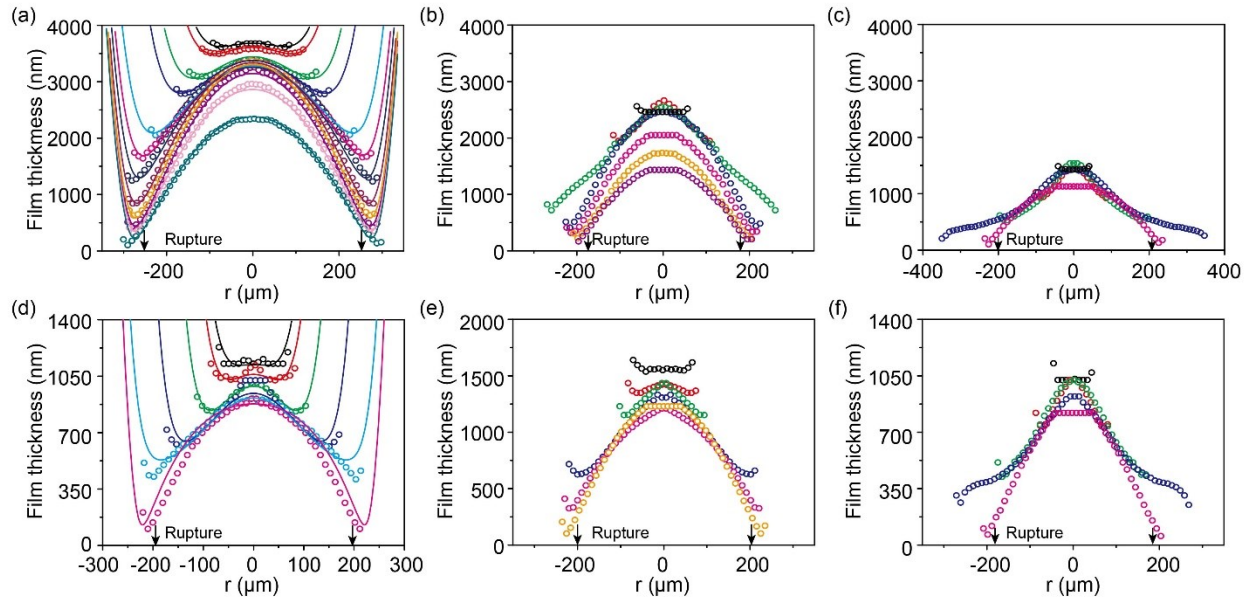 (a)
Film thickmess (nm)
4000
3000
2000
1000
0
Rupture
-200
0
200
r (μm)
(b)
Film thickness (nm)
4000
3000
2000
1000
0
Rupture
-200
0
200
r (μm)
(c)
Film thickness (nm)
4000
3000
2000
1000
0
Rupture
-400
-200
0
200
400
r (μm)
(d)
Film thickness (nm)
1400
1050
700
350
0
Rupture
-300
-200
-100
0
100
200
300
r (μm)
(e)
Film thickness (nm)
2000
1500
1000
500
0
Rupture
-200
0
200
r (μm)
(f)
Film thickness (nm)
1400
1050
700
350
0
Rupture
-200
0
200
r (μm)